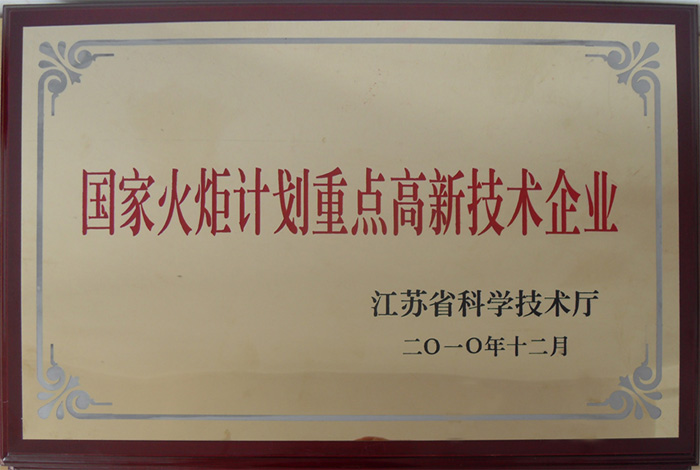 国家火炬计划重点高新技术企业
江苏省科学技术厅
二〇一〇年十二月